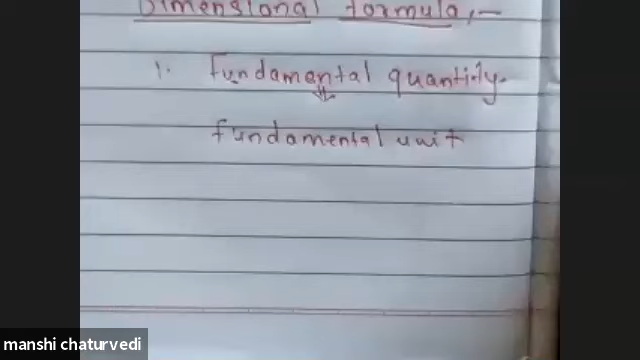 Dimensional formula,-
1. fundamental quantity.
fundamental unit
manshi chaturvedi